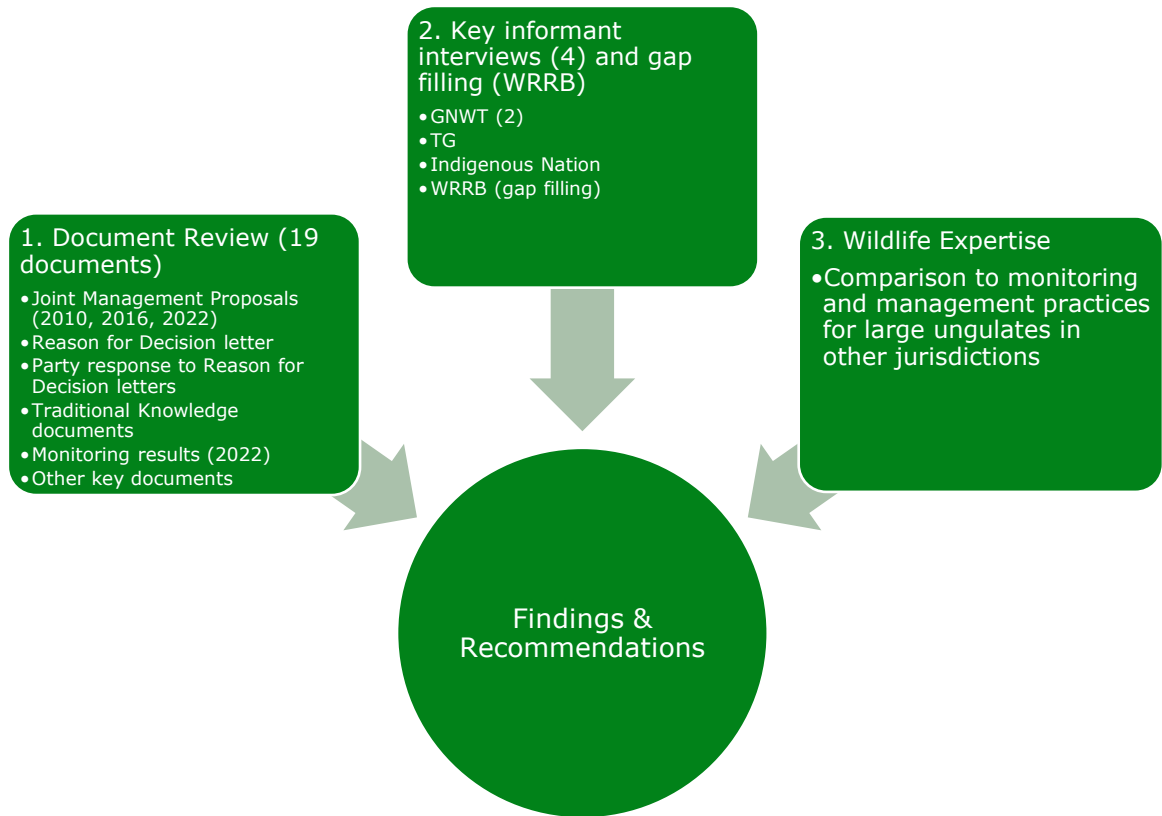 1. Document Review (19
documents)
•Joint Management Proposals
(2010, 2016, 2022)
•Reason for Decision letter
•Party response to Reason for
Decision letters
•Traditional Knowledge
documents
•Monitoring results (2022)
•Other key documents
2. Key informant
interviews (4) and gap
filling (WRRB)
•GNWT (2)
•TG
•Indigenous Nation
•WRRB (gap filling)
3. Wildlife Expertise
•Comparison to monitoring
and management practices
for large ungulates in
other jurisdictions
Findings &
Recommendations